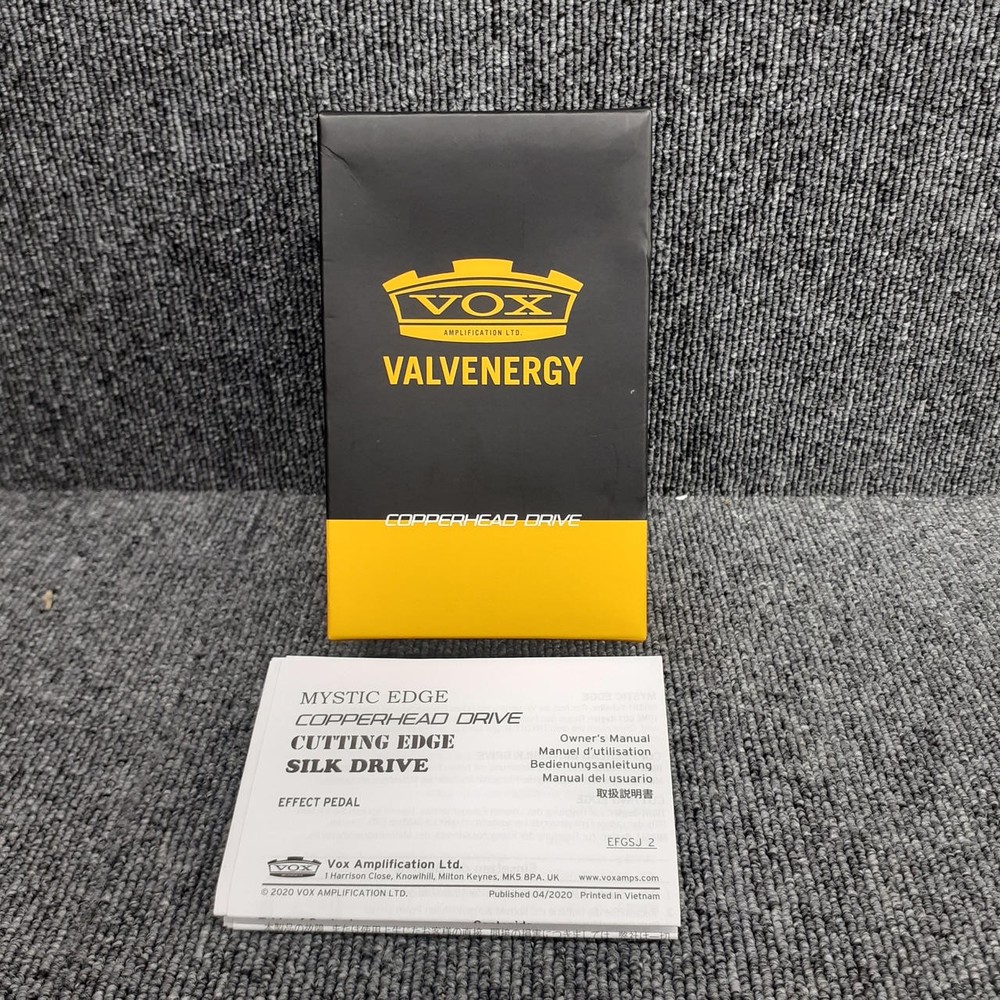 VOX
AMPLIFICATION LTD.
VALVENERGY
COPPERHEAD DRIVE
MYSTIC EDGE
COPPERHEAD DRIVE
CUTTING EDGE
SILK DRIVE
EFFECT PEDAL
Owner's Manual
Manuel d'utilisation
Bedienungsanleitung
Manual del usuario
取扱説明書
EFGSJ 2
VOX
Vox Amplification Ltd.
1 Harrison Close, Knowlhill, Milton Keynes, MK5 8PA. UK www.voxamps.com
© 2020 VOX AMPLIFICATION LTD. Published 04/2020 Printed in Vietnam